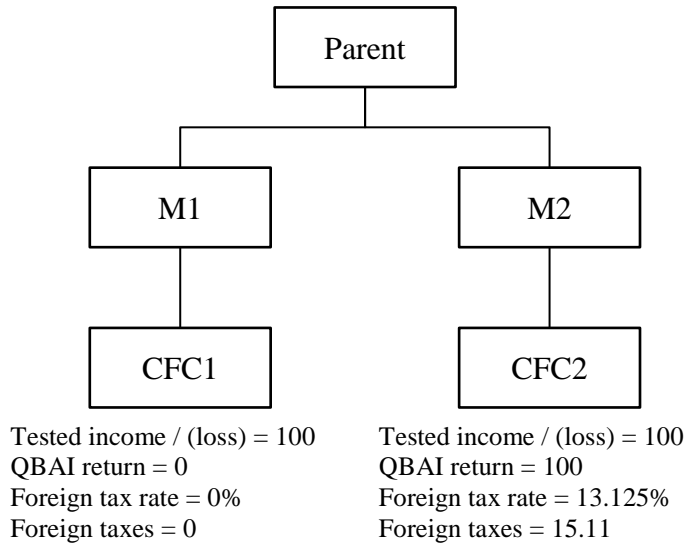 Parent
M1
M2
CFC1
CFC2
Tested income / (loss) = 100
QBAI return = 0
Foreign tax rate = 0%
Foreign taxes = 0
Tested income / (loss) = 100
QBAI return = 100
Foreign tax rate = 13.125%
Foreign taxes = 15.11